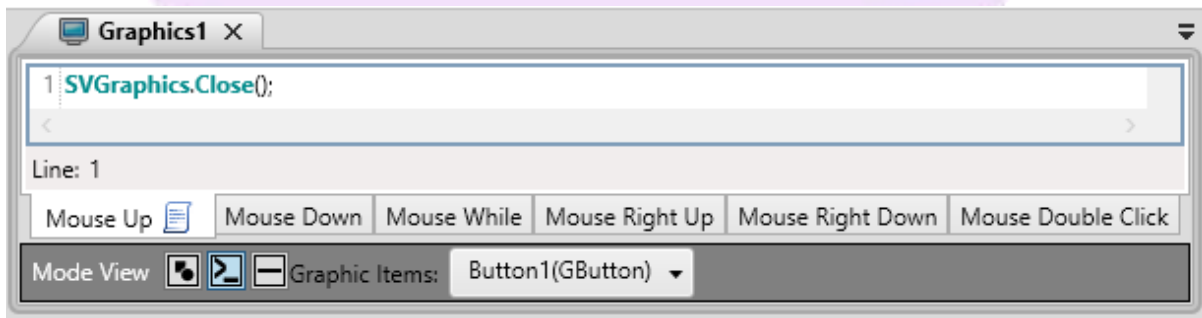 Graphics1
1 SVGraphics.Close();
Line: 1
Mouse Up Mouse Down Mouse While Mouse Right Up Mouse Right Down Mouse Double Click
Mode View Graphic Items: Button1(GButton)